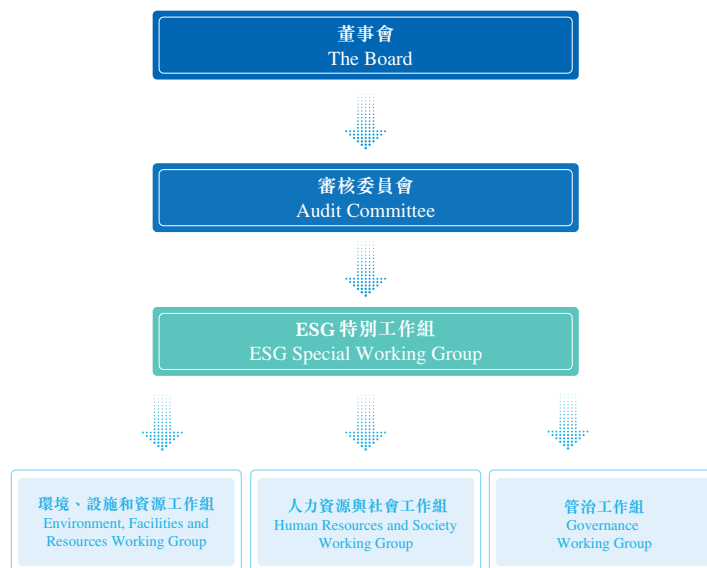 董事會
The Board
審核委員會
Audit Committee
ESG 特別工作組
ESG Special Working Group
環境、設施和資源工作組
Environment, Facilities and
Resources Working Group
人力資源與社會工作組
Human Resources and Society
Working Group
管治工作組
Governance
Working Group